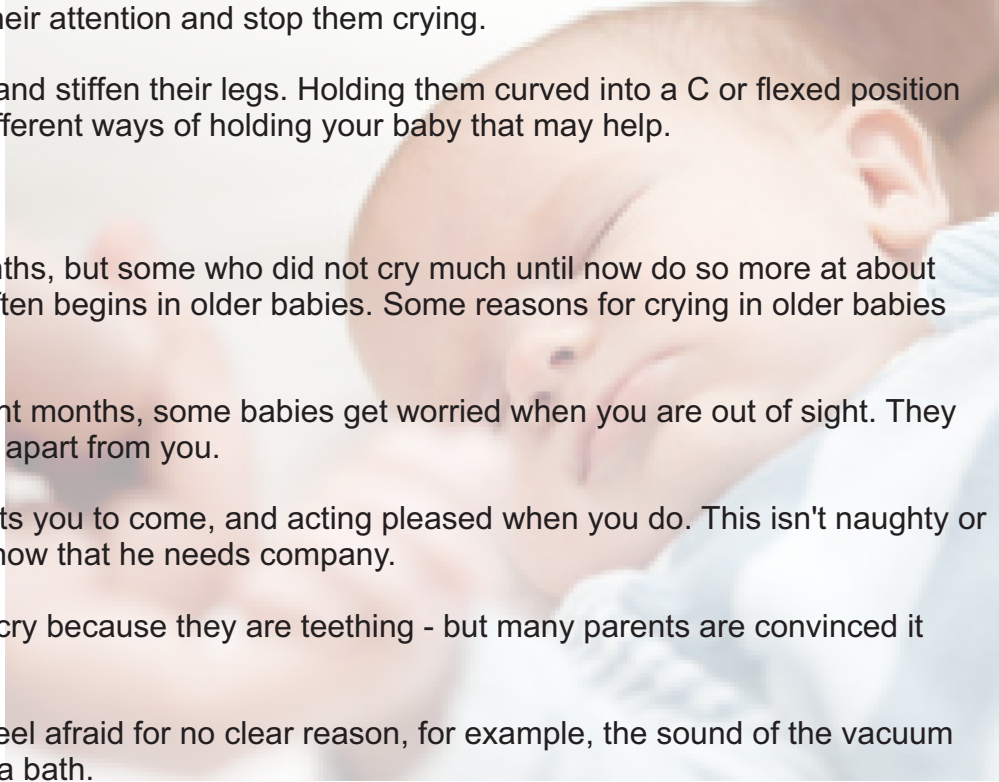 heir attention and stop them crying.
and stiffen their legs. Holding them curved into a C or flexed position
fferent ways of holding your baby that may help.
ths, but some who did not cry much until now do so more at about
ten begins in older babies. Some reasons for crying in older babies
nt months, some babies get worried when you are out of sight. They
apart from you.
ts you to come, and acting pleased when you do. This isn't naughty or
now that he needs company.
cry because they are teething - but many parents are convinced it
eel afraid for no clear reason, for example, the sound of the vacuum
a bath.